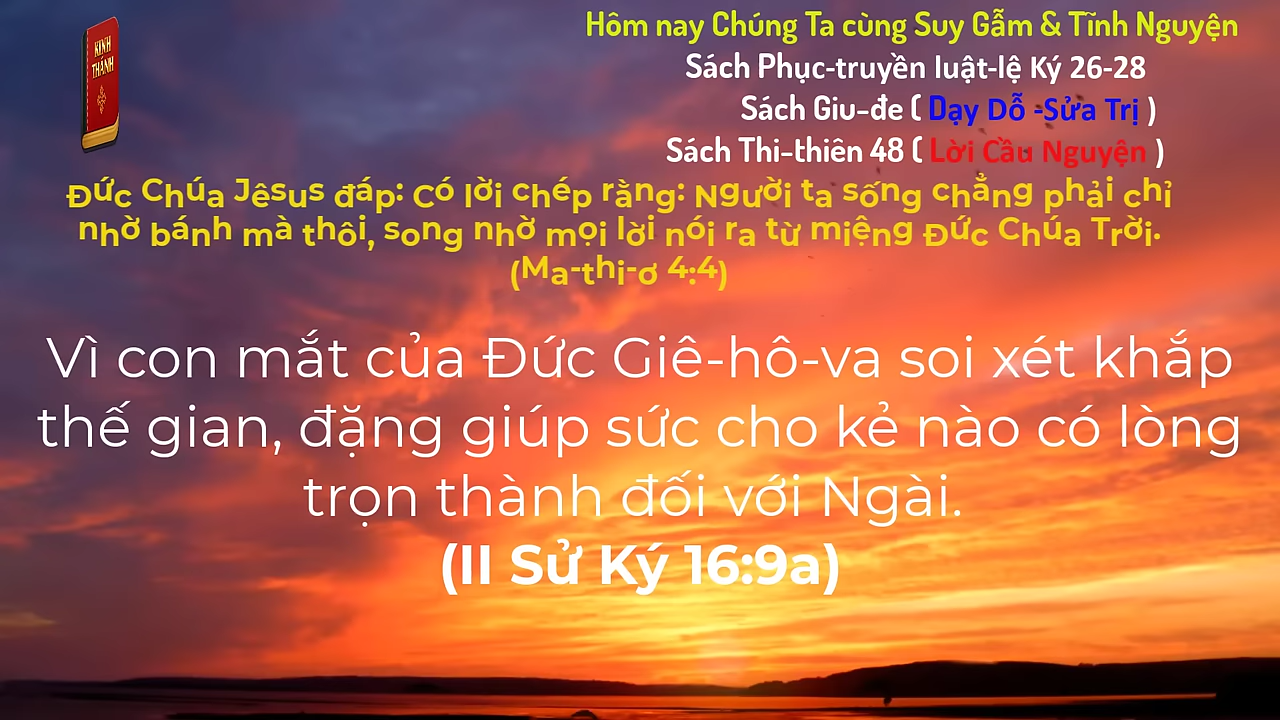 KINH
THÁNH
Hôm nay Chúng Ta cùng Suy Gẫm & Tĩnh Nguyện
Sách Phục-truyền luật-lệ Ký 26-28
Sách Giu-đe ( Dạy Dỗ -Sửa Trị )
Sách Thi-thiên 48 ( Lời Cầu Nguyện )
Đức Chúa Jêsus đáp: Có lời chép rằng: Người ta sống chẳng phải chỉ
nhờ bánh mà thôi, song nhờ mọi lời nói ra từ miệng Đức Chúa Trời.
(Ma-thi-ơ 4:4)
Vì con mắt của Đức Giê-hô-va soi xét khắp
thế gian, đặng giúp sức cho kẻ nào có lòng
trọn thành đối với Ngài.
(II Sử Ký 16:9a)